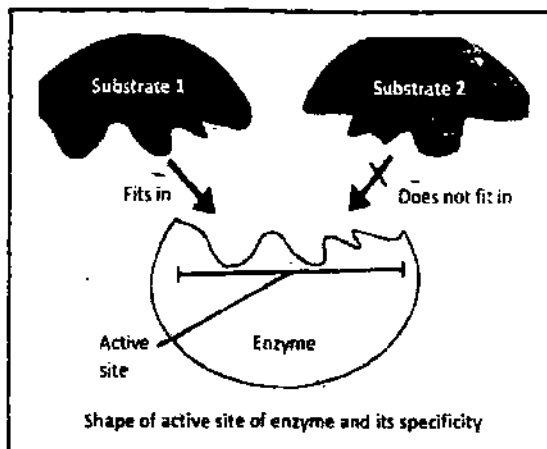 Substrate 1
Substrate 2
Fits in
Does not fit in
Active
site
Enzyme
Shape of active site of enzyme and its specificity